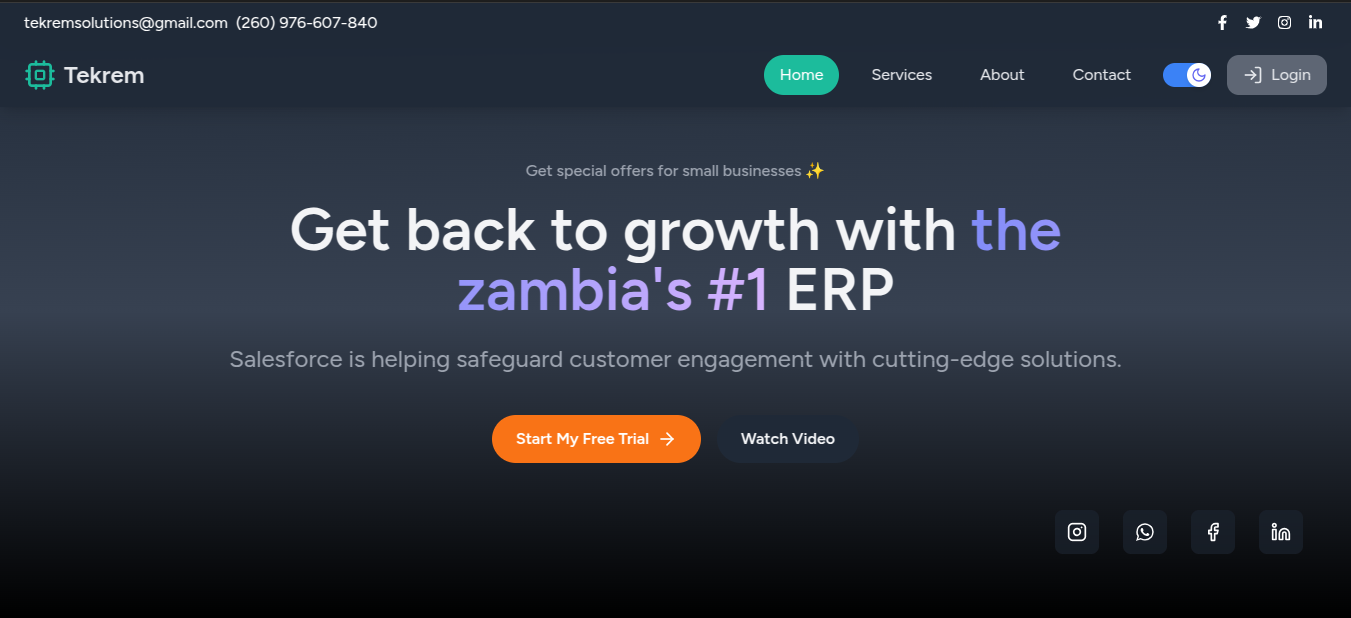 tekremsolutions@gmail.com (260) 976-607-840
Tekrem
Home Services About Contact Login
Get special offers for small businesses ✨
Get back to growth with the
zambia's #1 ERP
Salesforce is helping safeguard customer engagement with cutting-edge solutions.
Start My Free Trial → Watch Video